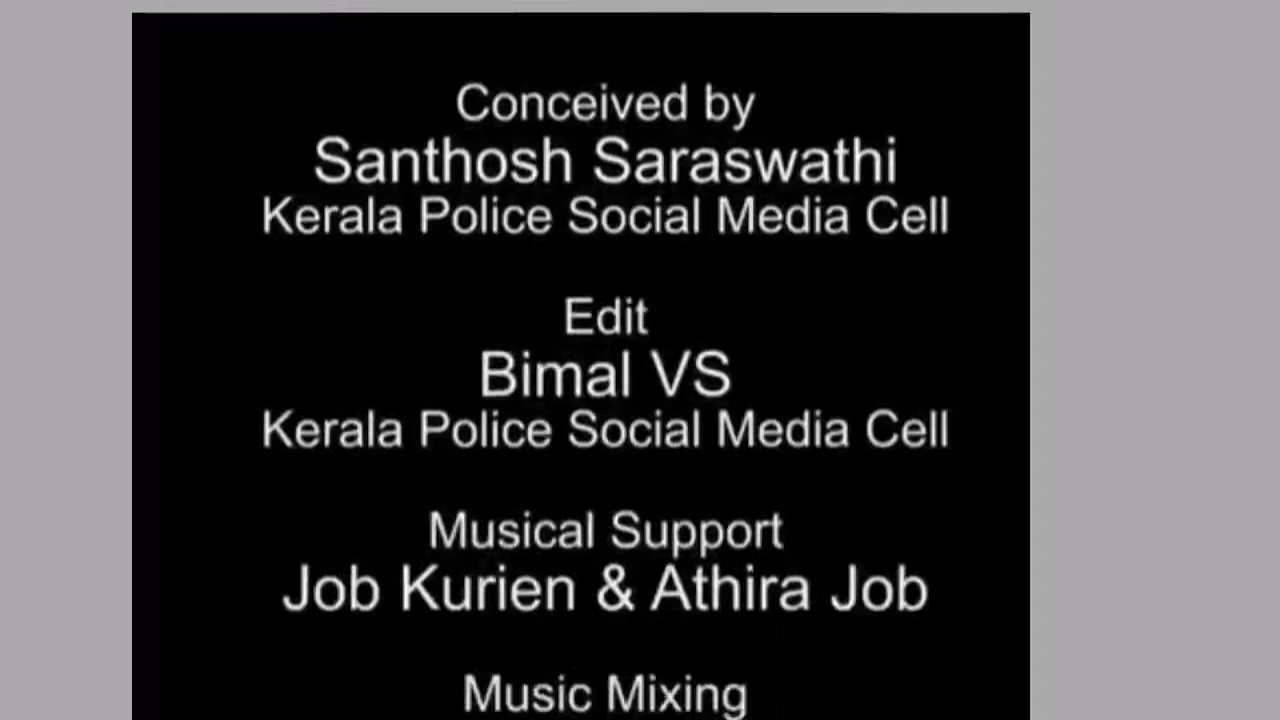 Conceived by
Santhosh Saraswathi
Kerala Police Social Media Cell
Edit
Bimal VS
Kerala Police Social Media Cell
Musical Support
Job Kurien & Athira Job
Music Mixing